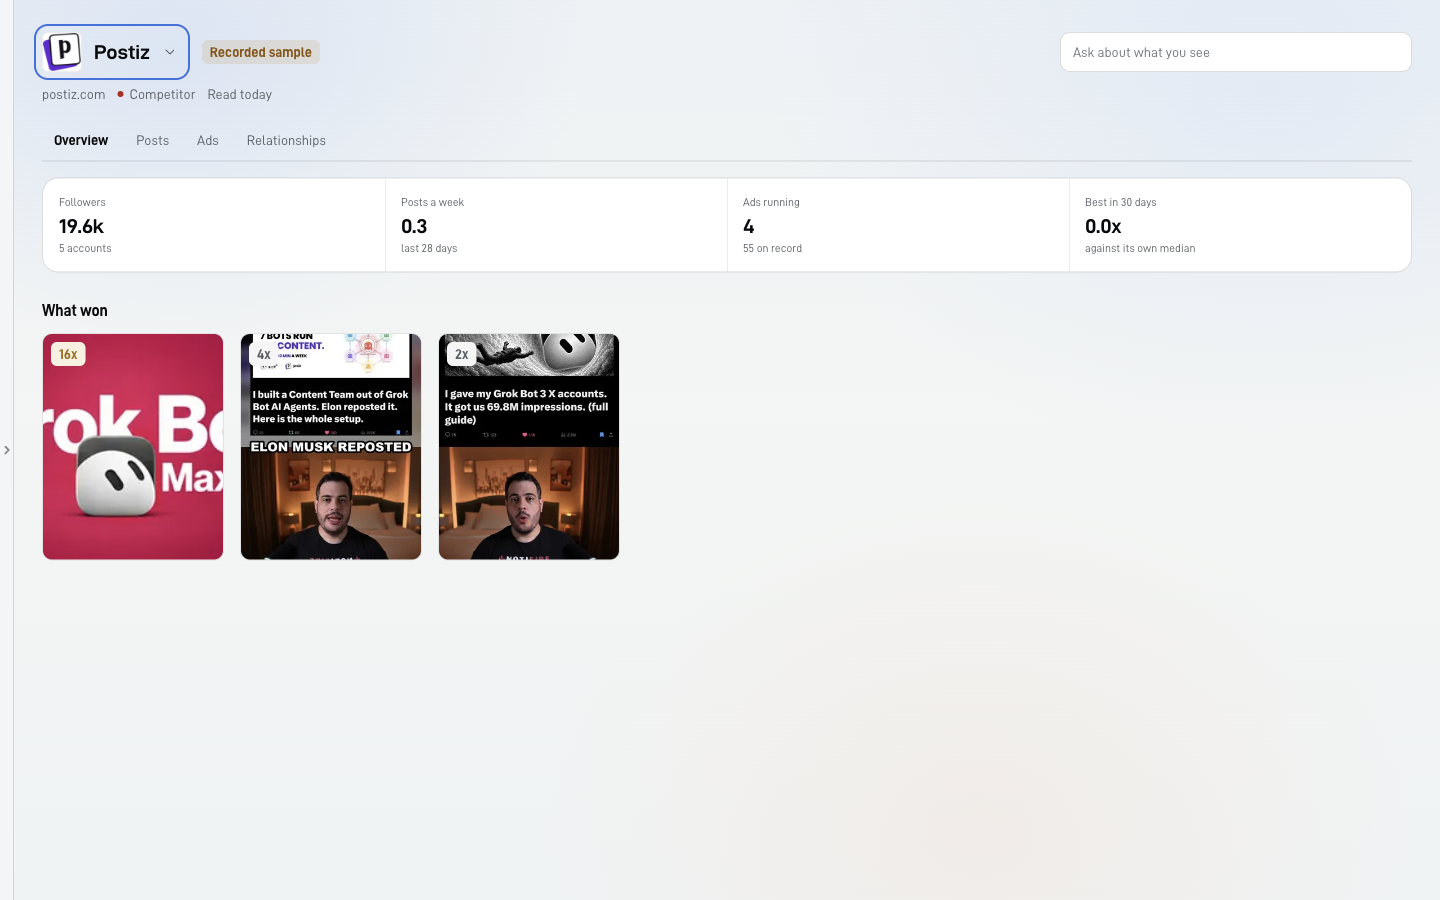 Postiz
Recorded sample
Ask about what you see
postiz.com
Competitor
Read today
Overview
Posts
Ads
Relationships
Followers
19.6k
5 accounts
Posts a week
0.3
last 28 days
Ads running
4
55 on record
Best in 30 days
0.0x
against its own median
What won
16x
rok Bo
Max
4x
7 BOTS RUN
CONTENT.
A WEEK
I built a Content Team out of Grok
Bot AI Agents. Elon reposted it.
Here is the whole setup.
ELON MUSK REPOSTED
2x
I gave my Grok Bot 3 X accounts.
It got us 69.8M impressions. (full
guide)